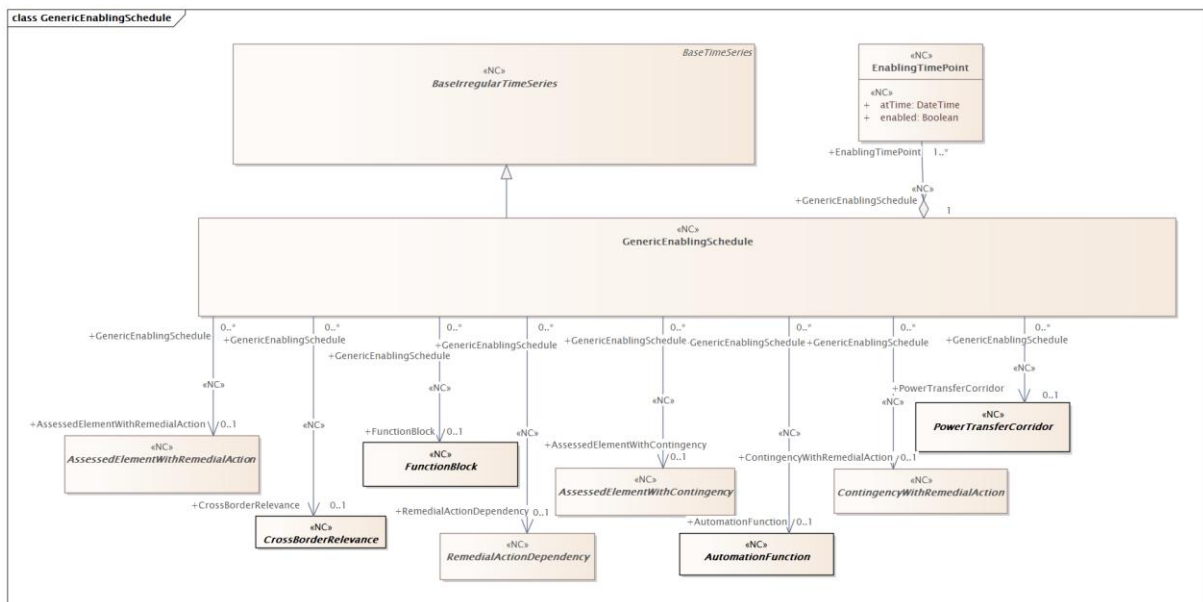 class GenericEnablingSchedule
BaseTimeSeries
«NC»
BaseIrregularTimeSeries
«NC»
EnablingTimePoint
«NC»
+ atTime: DateTime
+ enabled: Boolean
+EnablingTimePoint 1..*
«NC»
+GenericEnablingSchedule
1
«NC»
GenericEnablingSchedule
0..* 0..* 0..* 0..* 0..* 0..* 0..* 0..*
+GenericEnablingSchedule
+GenericEnablingSchedule
+GenericEnablingSchedule
+GenericEnablingSchedule
+GenericEnablingSchedule
GenericEnablingSchedule
+GenericEnablingSchedule
+GenericEnablingSchedule
«NC» «NC» «NC» «NC» «NC» «NC» «NC» «NC»
+AssessedElementWithRemedialAction 0..1
«NC»
AssessedElementWithRemedialAction
+CrossBorderRelevance 0..1
«NC»
CrossBorderRelevance
+FunctionBlock 0..1
«NC»
FunctionBlock
+RemedialActionDependency 0..1
«NC»
RemedialActionDependency
+AssessedElementWithContingency
0..1
«NC»
AssessedElementWithContingency
+AutomationFunction 0..1
«NC»
AutomationFunction
+ContingencyWithRemedialAction 0..1
«NC»
ContingencyWithRemedialAction
+PowerTransferCorridor
0..1
«NC»
PowerTransferCorridor